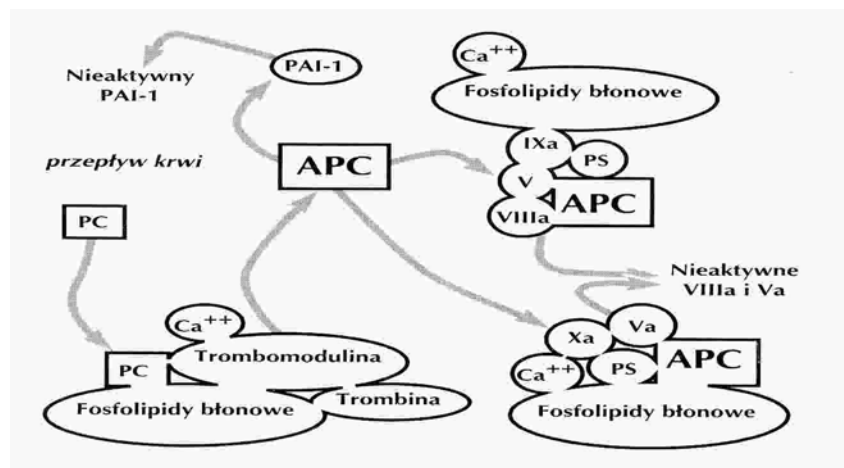 PAI-1
Nieaktywny
PAI-1
przepływ krwi
PC
APC
Ca++
Fosfolipidy błonowe
IXa
PS
V
VIIIa
APC
Nieaktywne
VIIIa i Va
Ca++
Trombomodulina
PC
Fosfolipidy błonowe
Trombina
Va
Xa
APC
PS
Ca++
Fosfolipidy błonowe